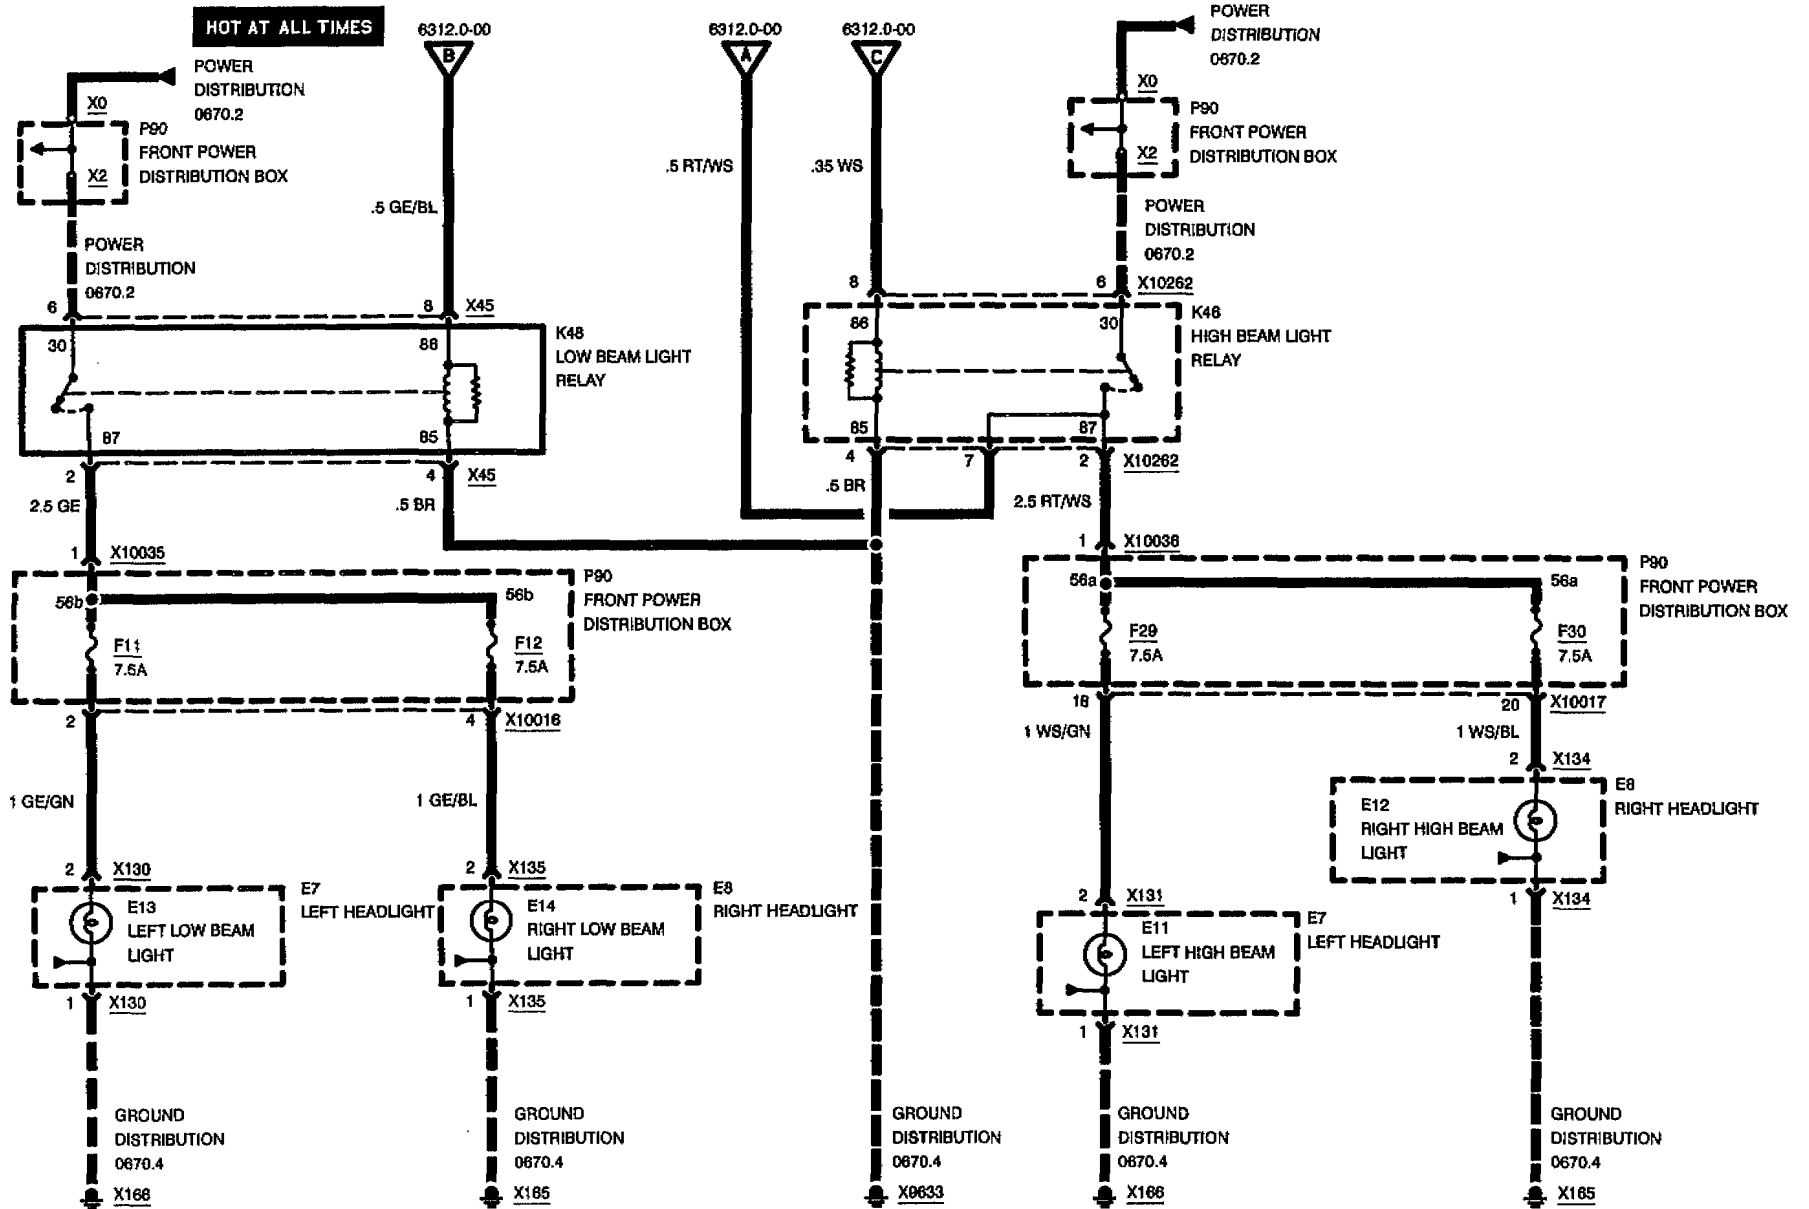 HOT AT ALL TIMES
POWER
DISTRIBUTION
0670.2
X0
P90
FRONT POWER
DISTRIBUTION BOX
X2
POWER
DISTRIBUTION
0670.2
6312.0-00
B
.5 GE/BL
6312.0-00
A
.5 RT/WS
6312.0-00
C
.35 WS
POWER
DISTRIBUTION
0670.2
X0
P90
FRONT POWER
DISTRIBUTION BOX
X2
POWER
DISTRIBUTION
0670.2
6
8
X45
30
86
K48
LOW BEAM LIGHT
RELAY
87
85
2
4
X45
2.5 GE
.5 BR
8
6
X10262
86
30
K46
HIGH BEAM LIGHT
RELAY
85
87
4
7
2
X10262
.5 BR
2.5 RT/WS
1
X10035
56b
56b
P90
FRONT POWER
DISTRIBUTION BOX
F11
7.5A
F12
7.5A
2
4
X10016
1 GE/GN
1 GE/BL
1
X10036
56a
56a
P90
FRONT POWER
DISTRIBUTION BOX
F29
7.5A
F30
7.5A
18
20
X10017
1 WS/GN
1 WS/BL
2
X134
E12
RIGHT HIGH BEAM
LIGHT
E8
RIGHT HEADLIGHT
1
X134
2
X130
E13
LEFT LOW BEAM
LIGHT
E7
LEFT HEADLIGHT
1
X130
2
X135
E14
RIGHT LOW BEAM
LIGHT
E8
RIGHT HEADLIGHT
1
X135
2
X131
E11
LEFT HIGH BEAM
LIGHT
E7
LEFT HEADLIGHT
1
X131
GROUND
DISTRIBUTION
0670.4
X166
GROUND
DISTRIBUTION
0670.4
X165
GROUND
DISTRIBUTION
0670.4
X9633
GROUND
DISTRIBUTION
0670.4
X166
GROUND
DISTRIBUTION
0670.4
X165